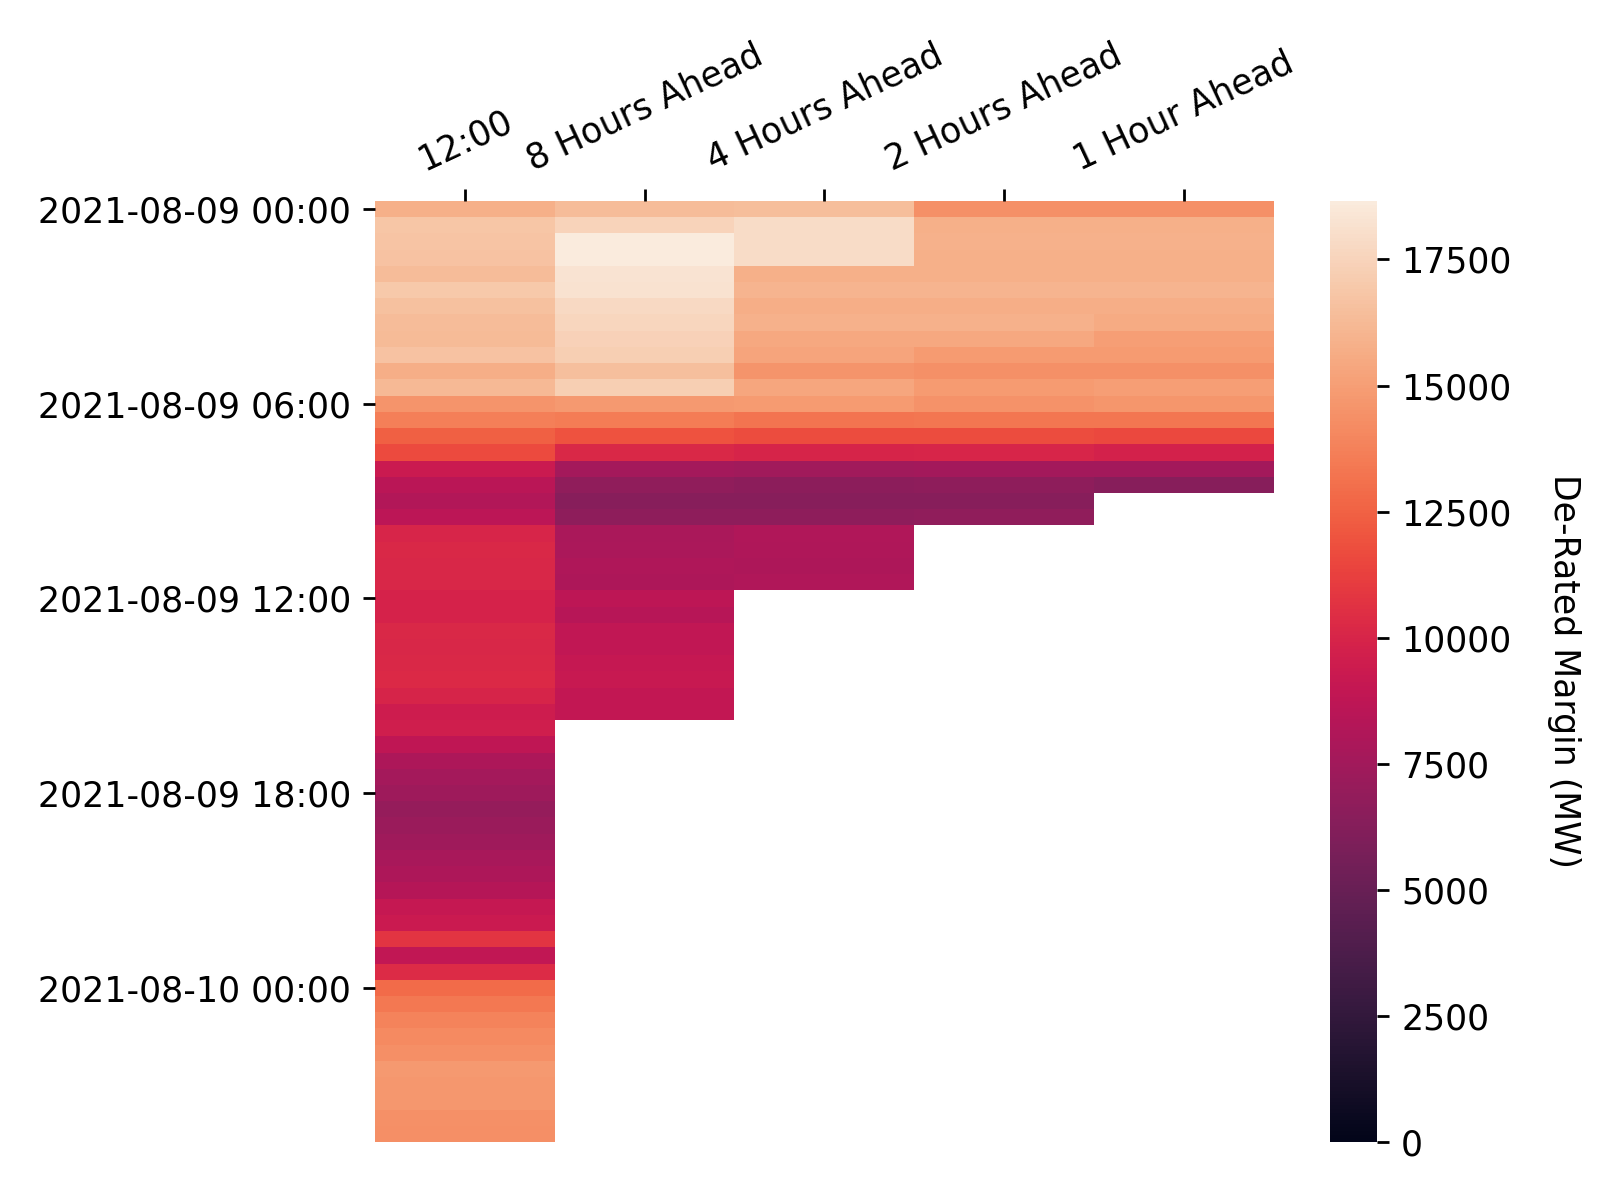 12:00
8 Hours Ahead
4 Hours Ahead
2 Hours Ahead
1 Hour Ahead
2021-08-09 00:00
2021-08-09 06:00
2021-08-09 12:00
2021-08-09 18:00
2021-08-10 00:00
17500
15000
12500
10000
7500
5000
2500
0
De-Rated Margin (MW)